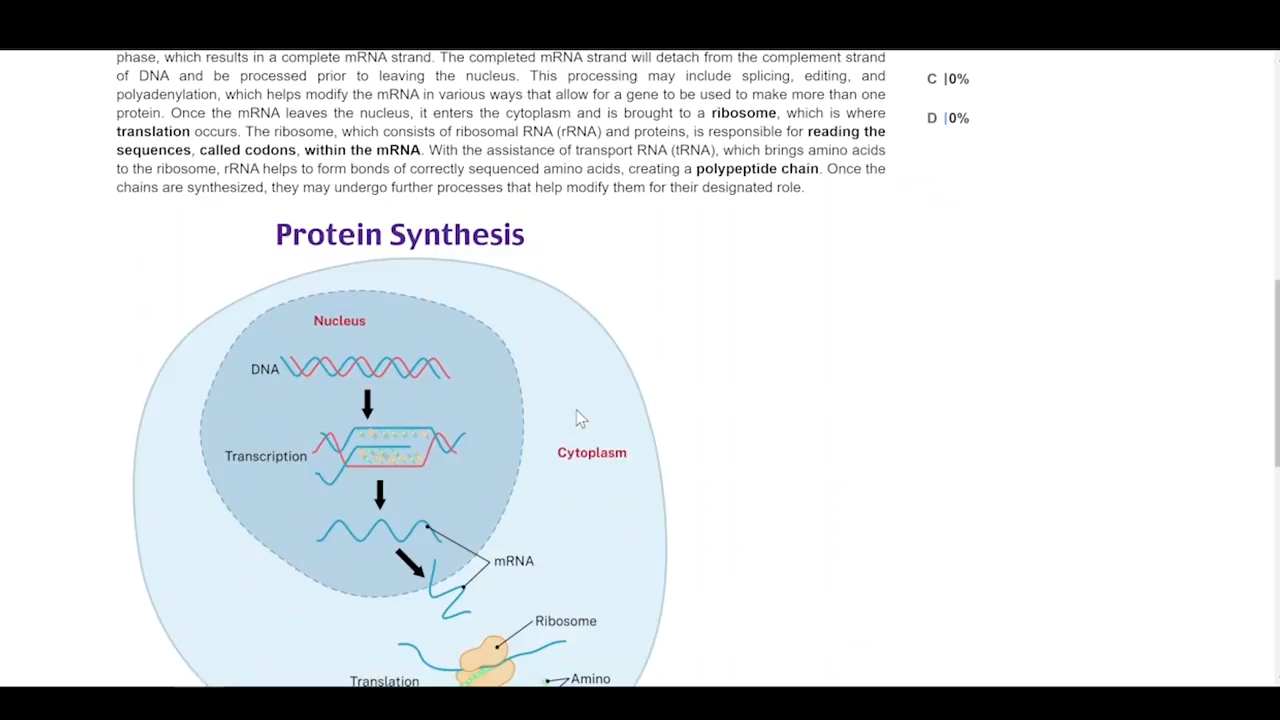 phase, which results in a complete mRNA strand. The completed mRNA strand will detach from the complement strand
of DNA and be processed prior to leaving the nucleus. This processing may include splicing, editing, and
polyadenylation, which helps modify the mRNA in various ways that allow for a gene to be used to make more than one
protein. Once the mRNA leaves the nucleus, it enters the cytoplasm and is brought to a ribosome, which is where
translation occurs. The ribosome, which consists of ribosomal RNA (rRNA) and proteins, is responsible for reading the
sequences, called codons, within the mRNA. With the assistance of transport RNA (tRNA), which brings amino acids
to the ribosome, rRNA helps to form bonds of correctly sequenced amino acids, creating a polypeptide chain. Once the
chains are synthesized, they may undergo further processes that help modify them for their designated role.
C |0%
D |0%
Protein Synthesis
Nucleus
DNA
Transcription
Cytoplasm
mRNA
Ribosome
Translation
Amino